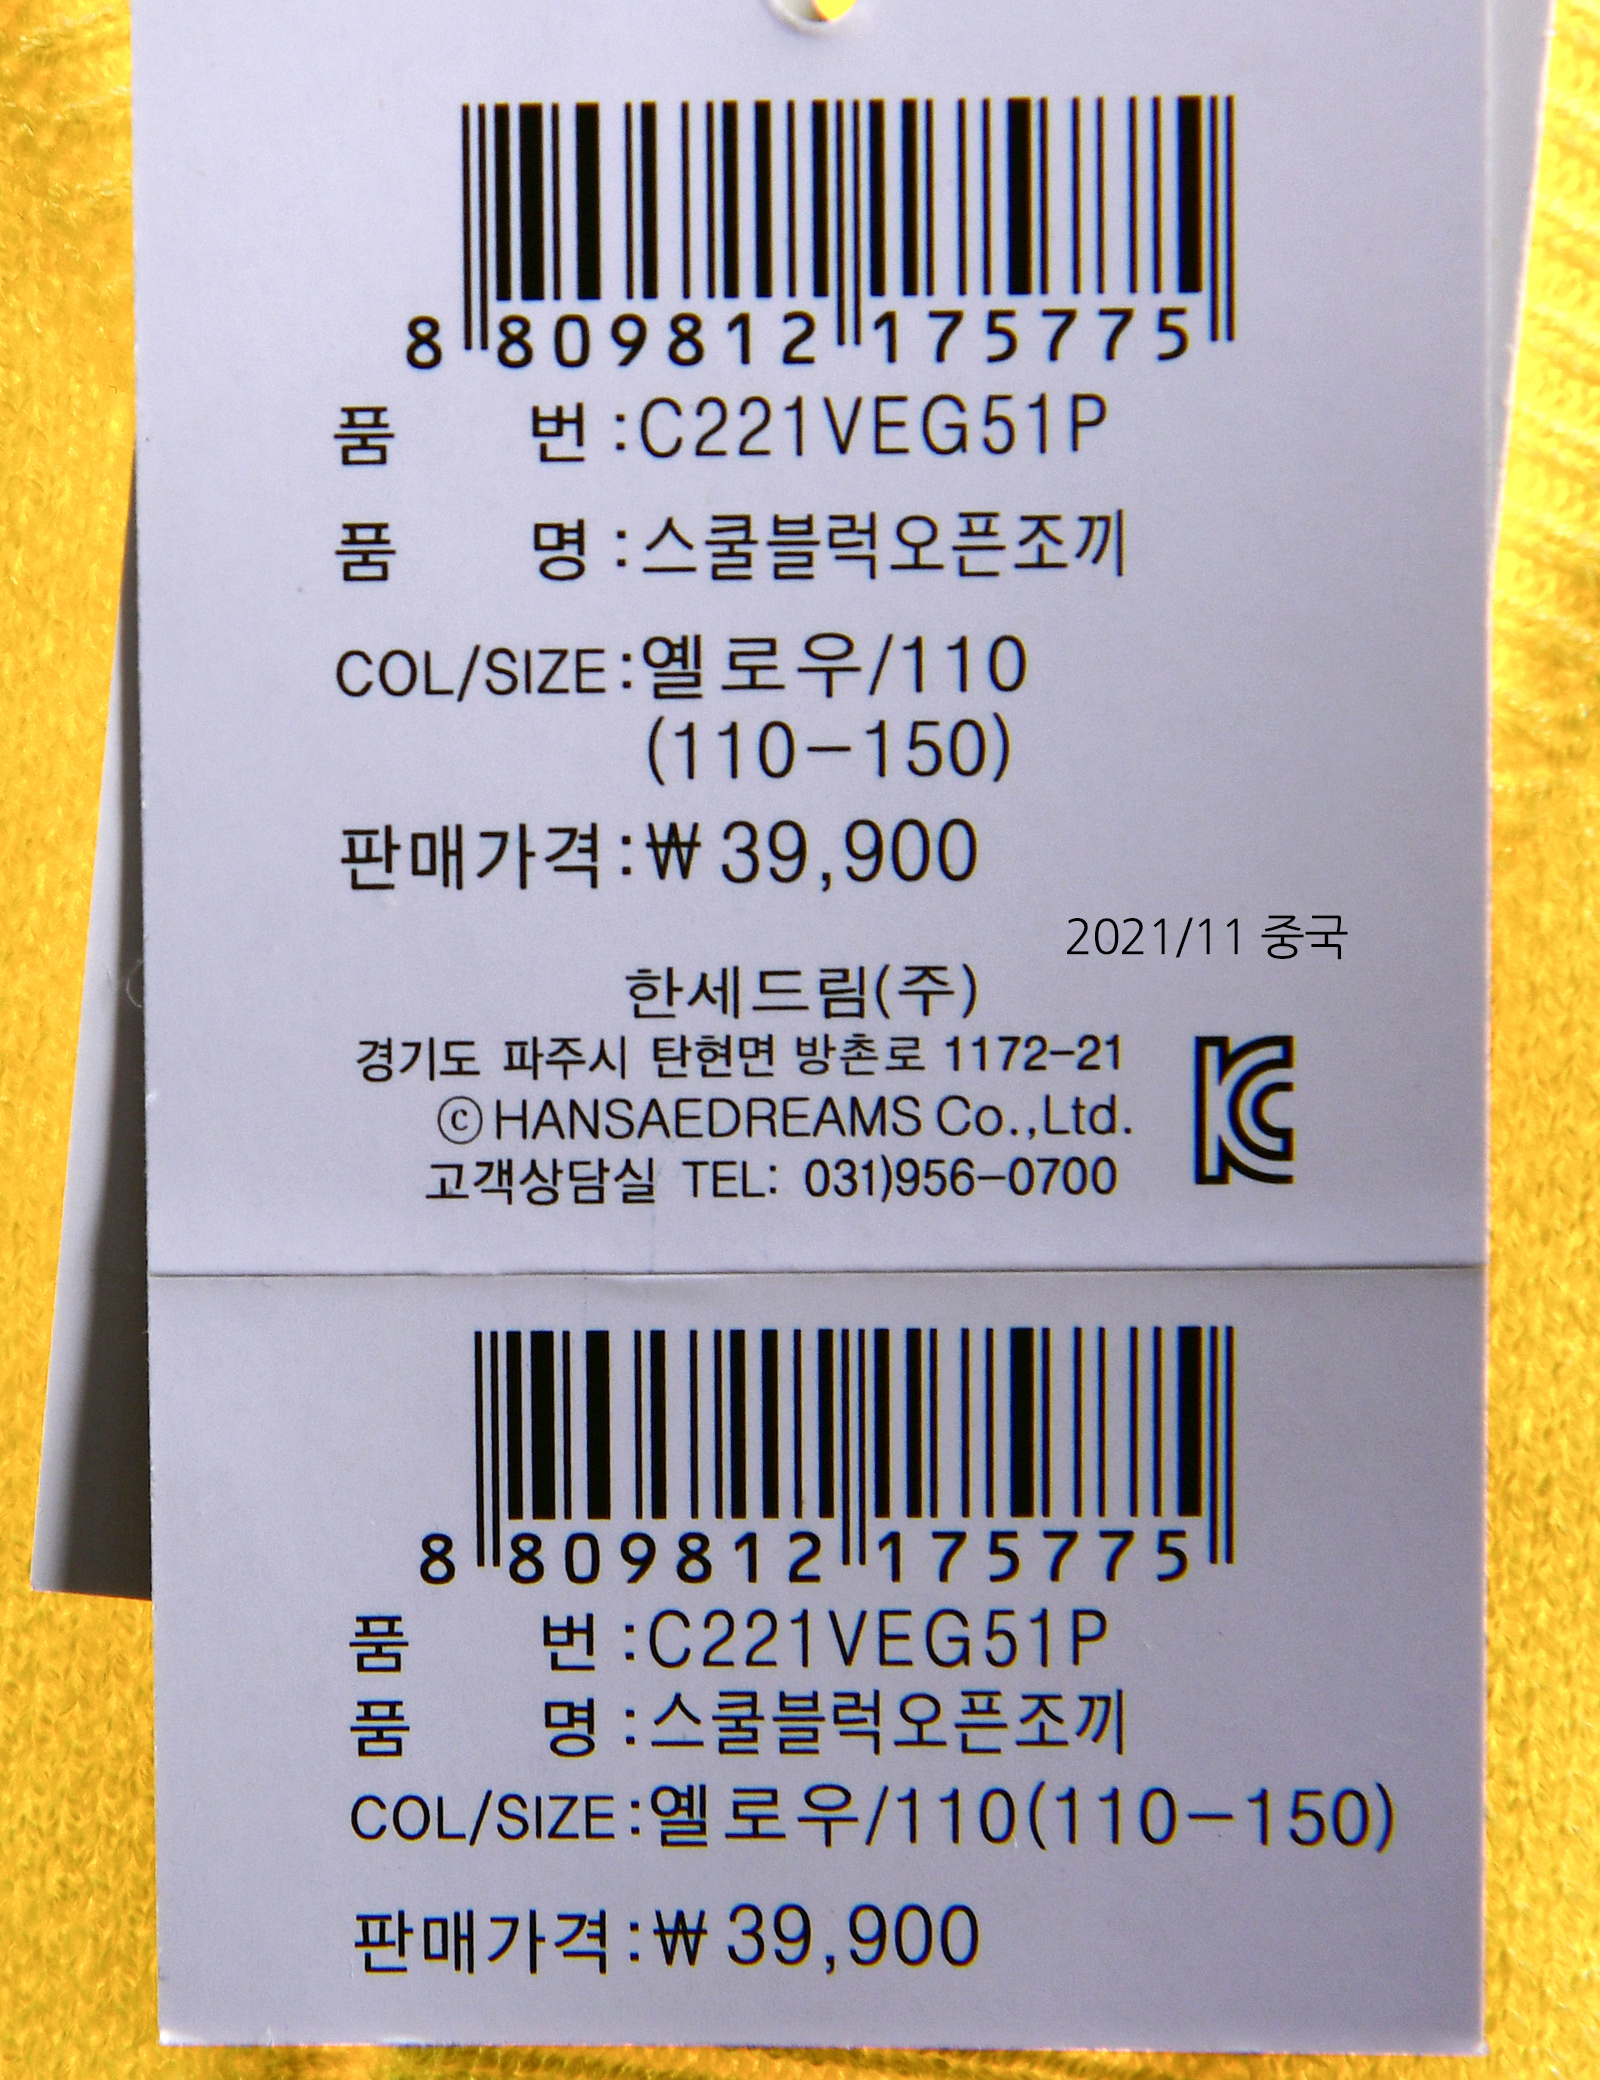 8 809812 175775
품 번 :C221VEG51P
품 명 :스쿨블럭오픈조끼
COL/SIZE:옐로우/110
(110-150)
판매가격:₩39,900
2021/11 중국
한세드림(주)
경기도 파주시 탄현면 방촌로 1172-21
ⓒHANSAEDREAMS Co.,Ltd.
고객상담실 TEL: 031)956-0700
KC
8 809812 175775
품 번 :C221VEG51P
품 명 :스쿨블럭오픈조끼
COL/SIZE:옐로우/110(110-150)
판매가격:₩39,900